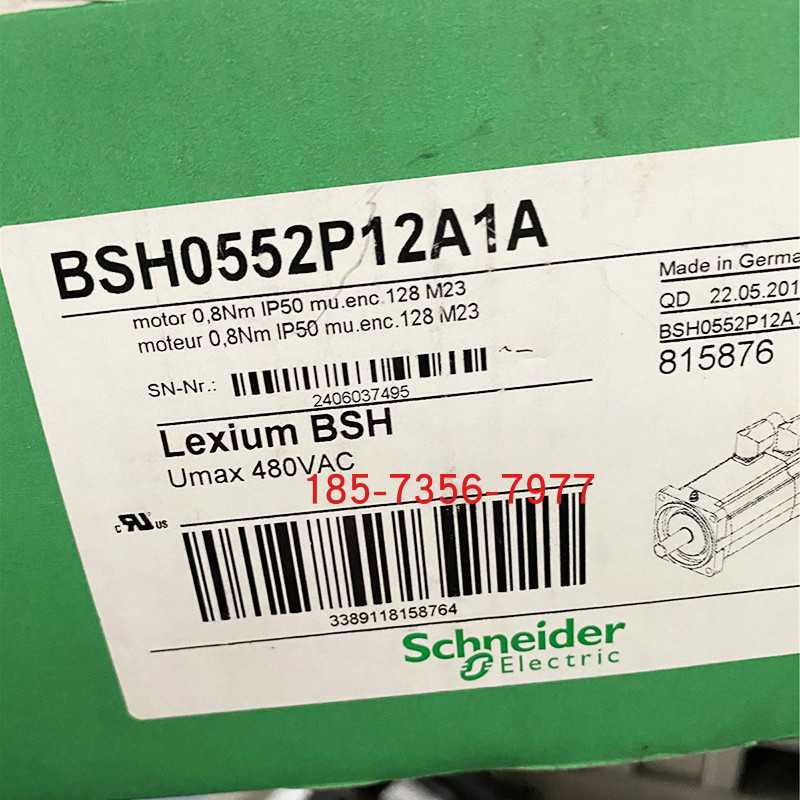 BSH0552P12A1A
motor 0,8Nm IP50 mu.enc.128 M23
moteur 0,8Nm IP50 mu.enc.128 M23
SN-Nr.:
2406037495
Lexium BSH
Umax 480VAC
185-7356-7977
c RU US
3389118158764
Schneider
Electric
Made in Germa
QD 22.05.201
BSH0552P12A1
815876